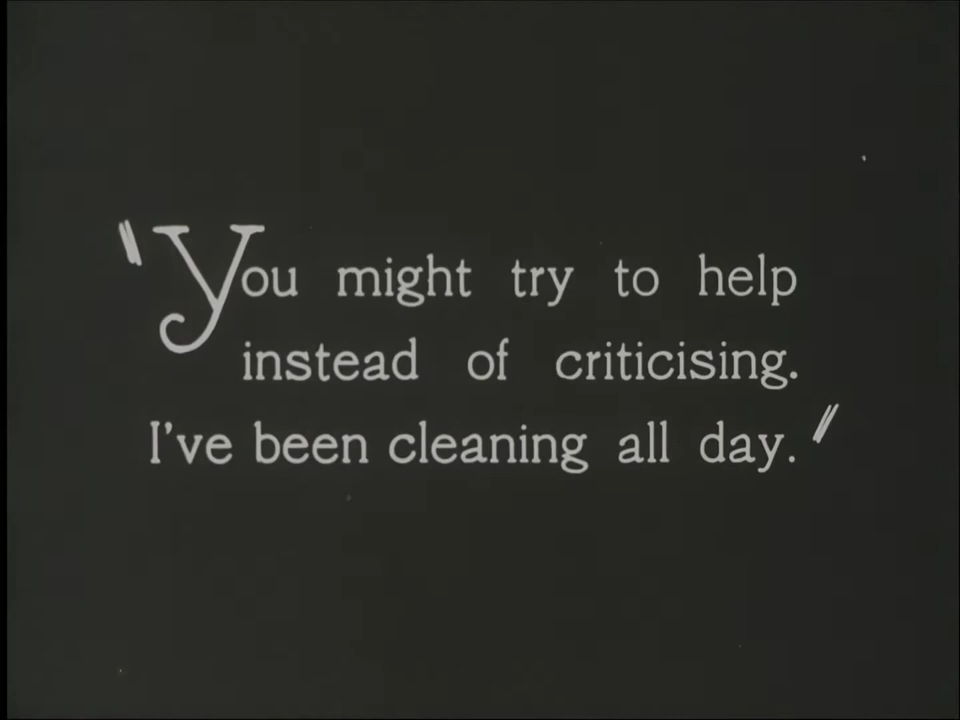 "You might try to help
instead of criticising.
I've been cleaning all day."